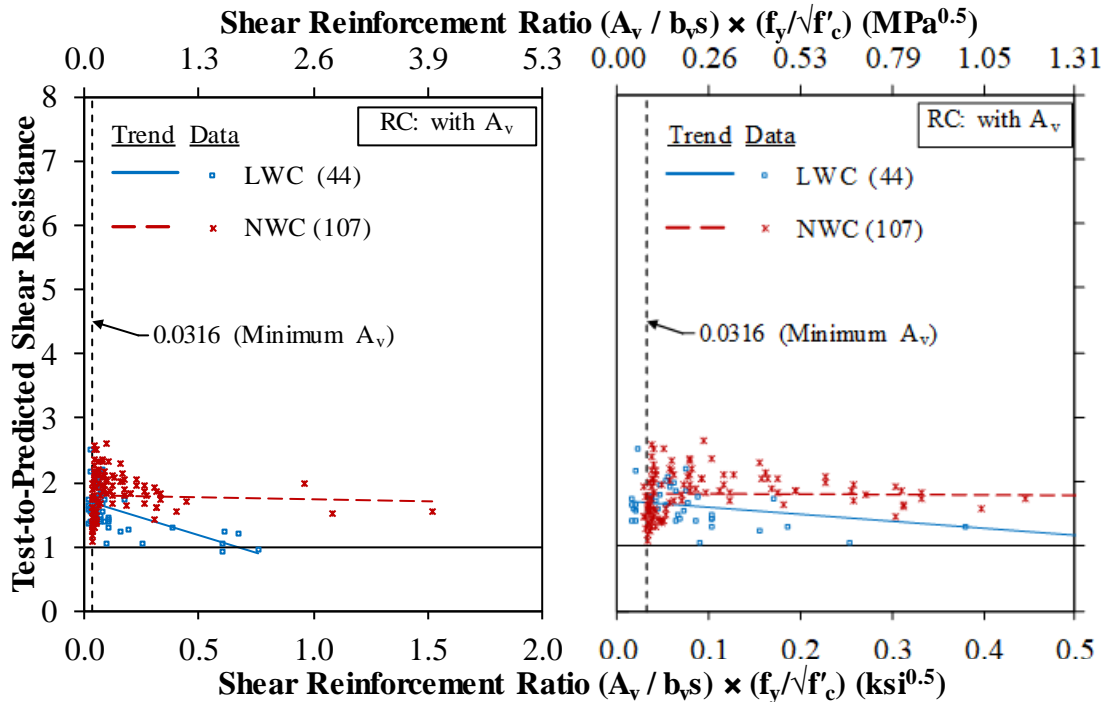 Shear Reinforcement Ratio (Aᵥ / bᵥs) × (fy/√f′c) (MPa⁰·⁵)
0.0 1.3 2.6 3.9 5.3
0.00 0.26 0.53 0.79 1.05 1.31
Test-to-Predicted Shear Resistance
8
7
6
5
4
3
2
1
0
RC: with Aᵥ
Trend Data
LWC (44)
NWC (107)
0.0316 (Minimum Aᵥ)
0.0 0.5 1.0 1.5 2.0
RC: with Aᵥ
Trend Data
LWC (44)
NWC (107)
0.0316 (Minimum Aᵥ)
0.0 0.1 0.2 0.3 0.4 0.5
Shear Reinforcement Ratio (Aᵥ / bᵥs) × (fy/√f′c) (ksi⁰·⁵)